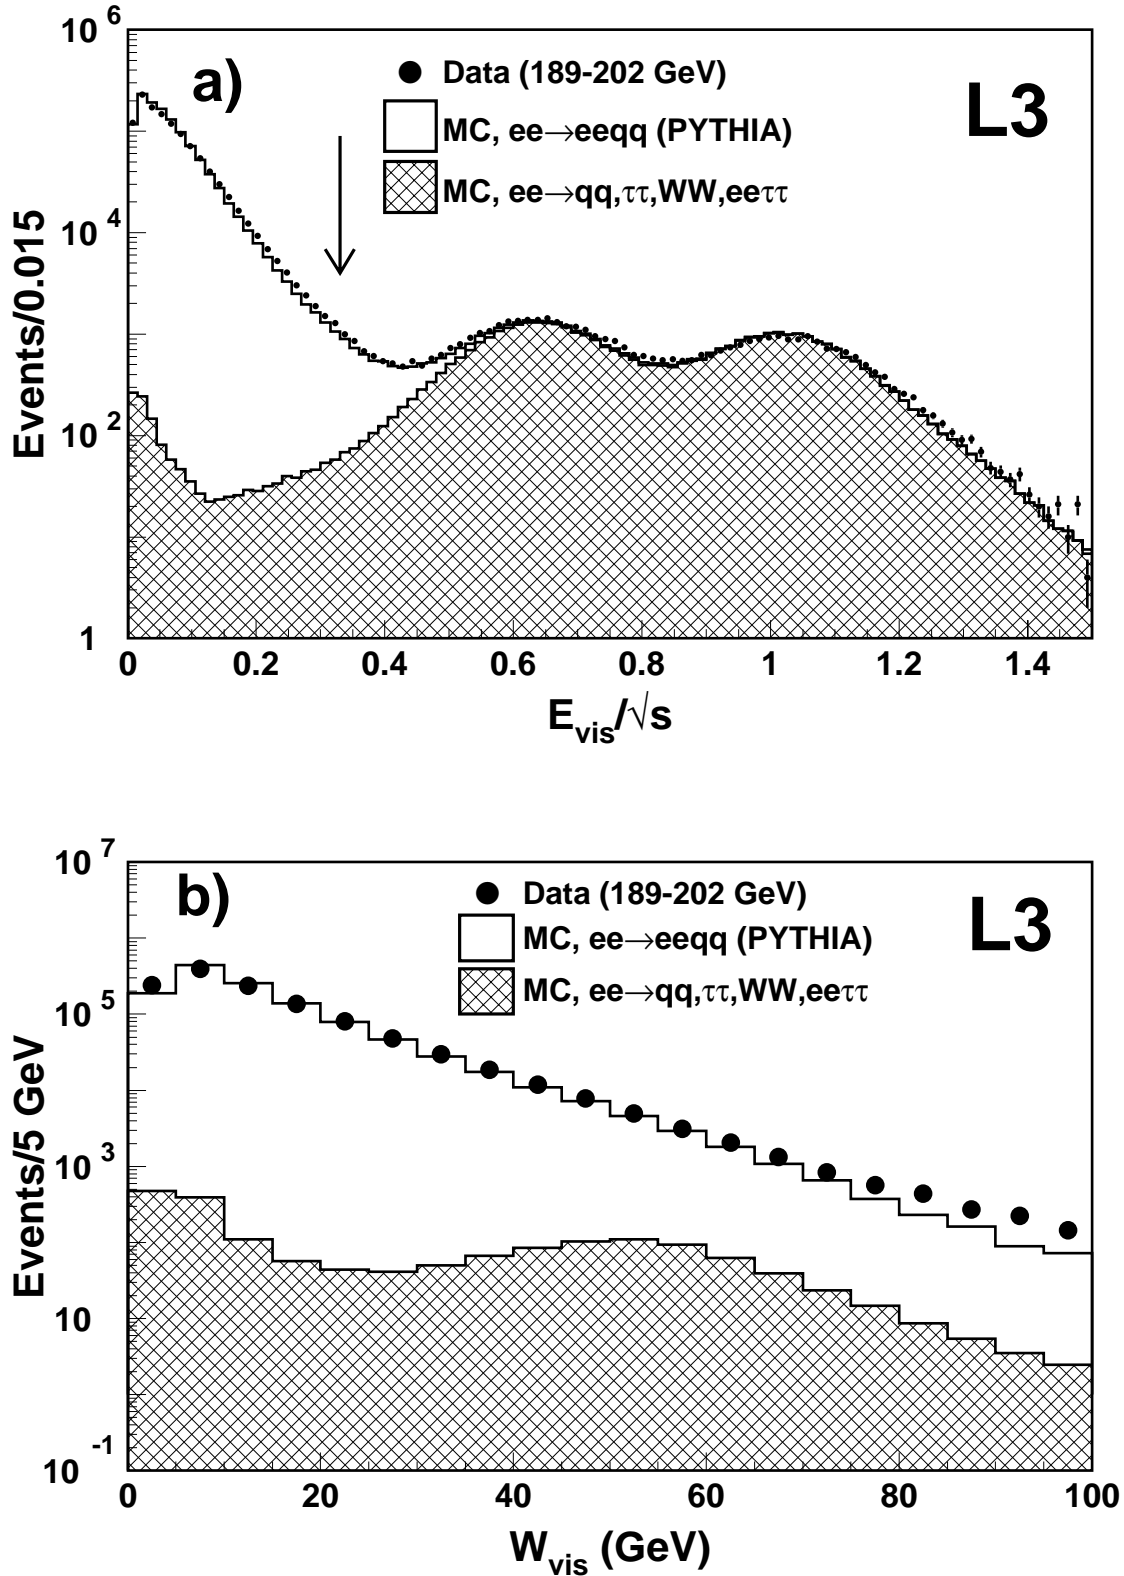 a)
L3
Data (189-202 GeV)
MC, ee→eeqq (PYTHIA)
MC, ee→qq,ττ,WW,eeττ
Events/0.015
10^6
10^4
10^2
1
0 0.2 0.4 0.6 0.8 1 1.2 1.4
E_vis/√s
b)
L3
Data (189-202 GeV)
MC, ee→eeqq (PYTHIA)
MC, ee→qq,ττ,WW,eeττ
Events/5 GeV
10^7
10^5
10^3
10
10^-1
0 20 40 60 80 100
W_vis (GeV)